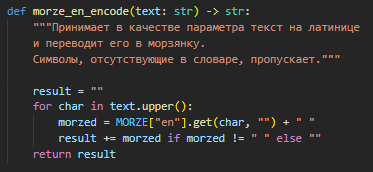 def morze_en_encode(text: str) -> str:
    """Принимает в качестве параметра текст на латинице
    и переводит его в морзянку.
    Символы, отсутствующие в словаре, пропускает."""

    result = ""
    for char in text.upper():
        morzed = MORZE["en"].get(char, "") + " "
        result += morzed if morzed != " " else ""
    return result